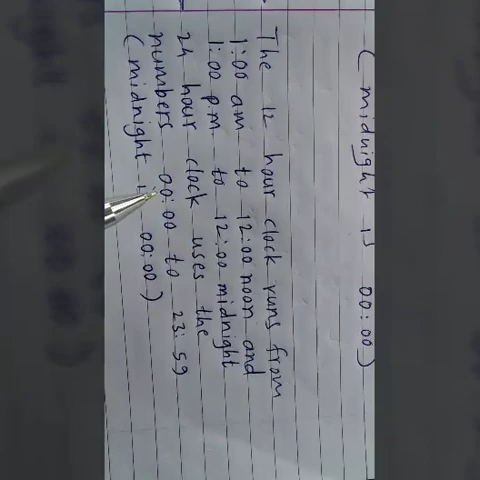 (midnight is 00:00)
The 12 hour clock runs from
1:00 am to 12:00 noon and
1:00 p.m to 12:00 midnight
24 hour clock uses the
numbers 00:00 to 23:59
(midnight 00:00)